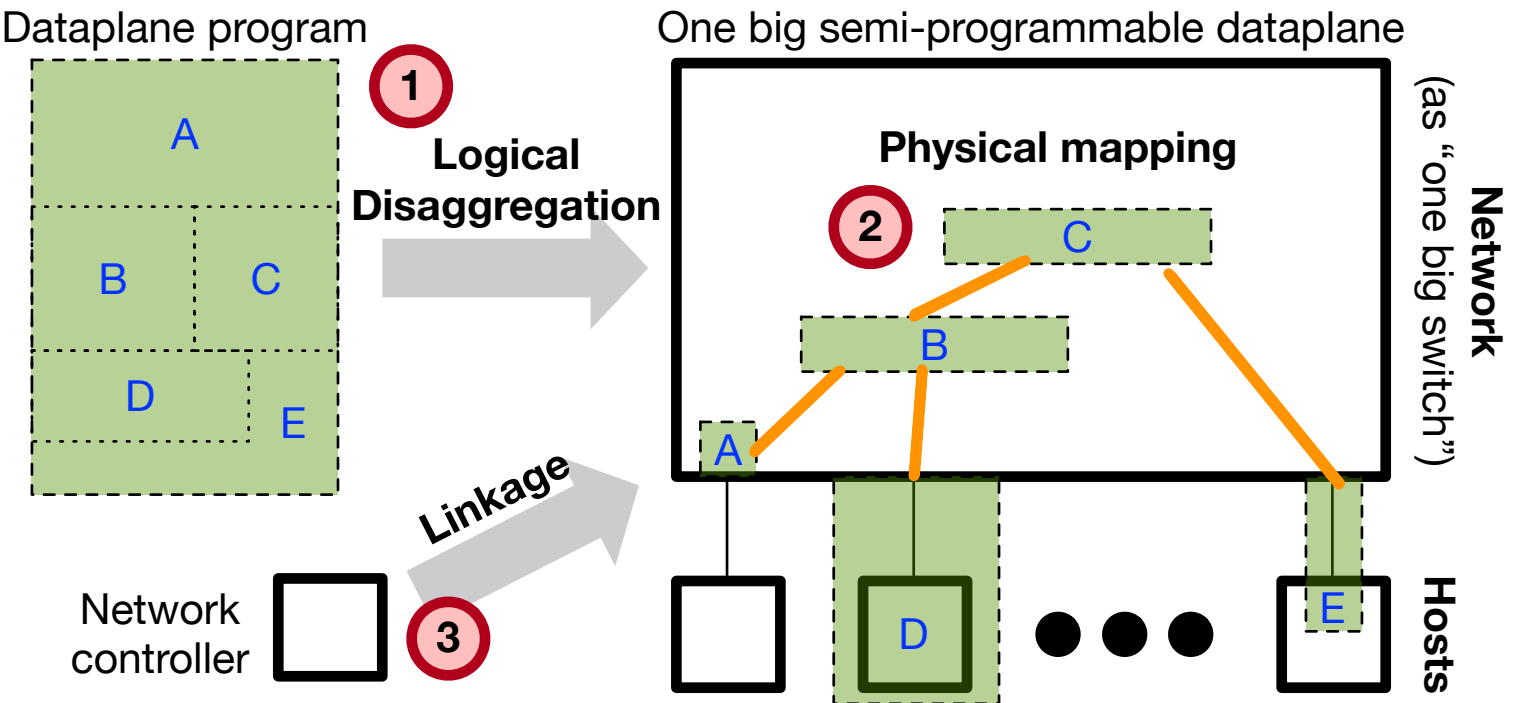 Dataplane program
One big semi-programmable dataplane
1
A
Logical
Disaggregation
B
C
D
E
Physical mapping
2
C
B
A
Network
(as “one big switch”)
Linkage
3
Network
controller
D
E
Hosts